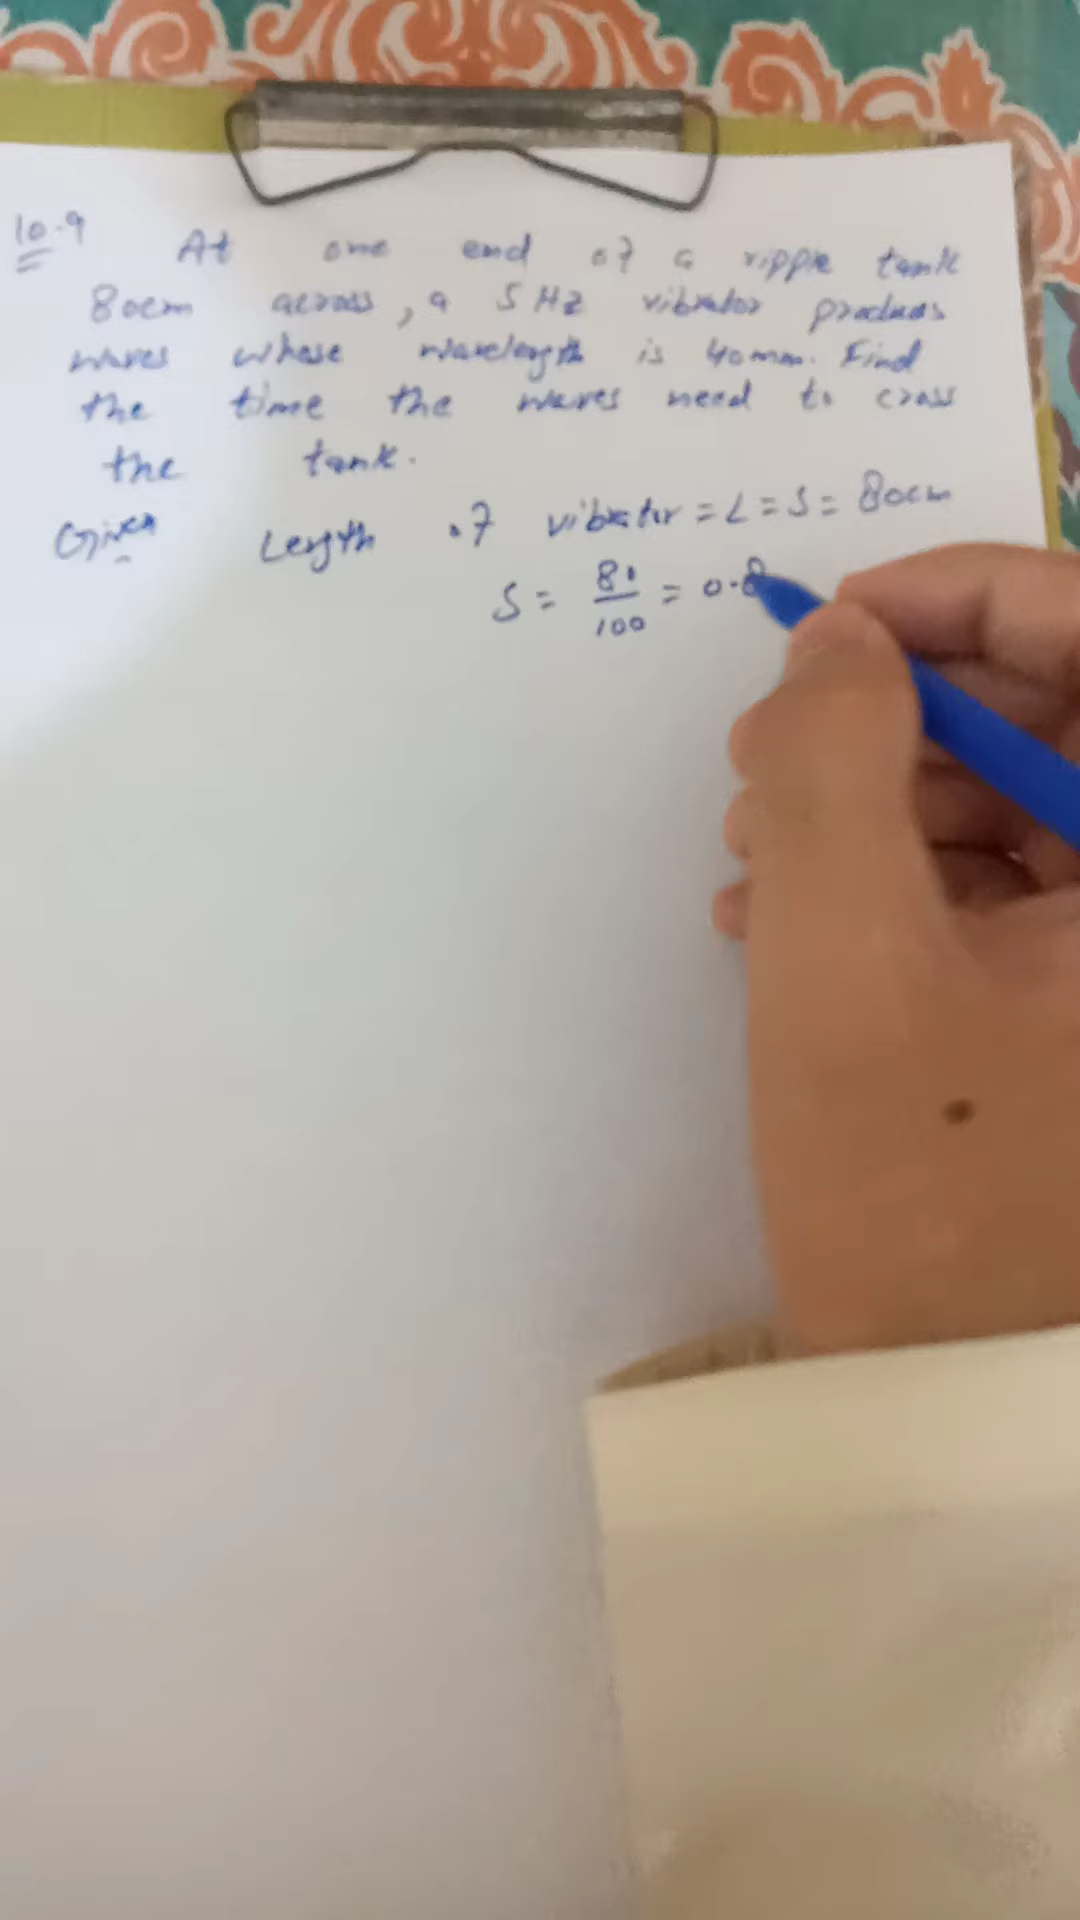 10.9 At one end of a ripple tank
80cm across, a 5 Hz vibrator produces
waves whose wavelength is 40mm. Find
the time the waves need to cross
the tank.
Given Length of vibrator = L = S = 80cm
S = 80/100 = 0.8